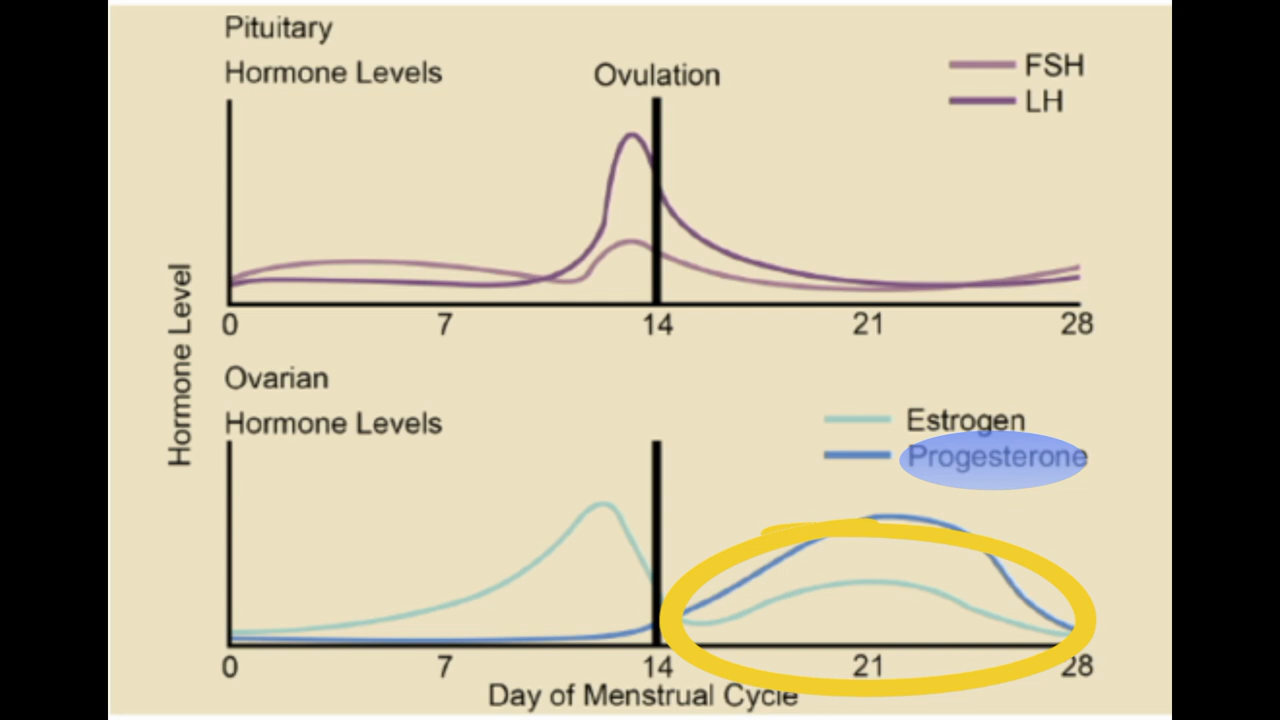 Pituitary
Hormone Levels
Ovulation
FSH
LH
0 7 14 21 28
Hormone Level
Ovarian
Hormone Levels
Estrogen
Progesterone
0 7 14 21 28
Day of Menstrual Cycle